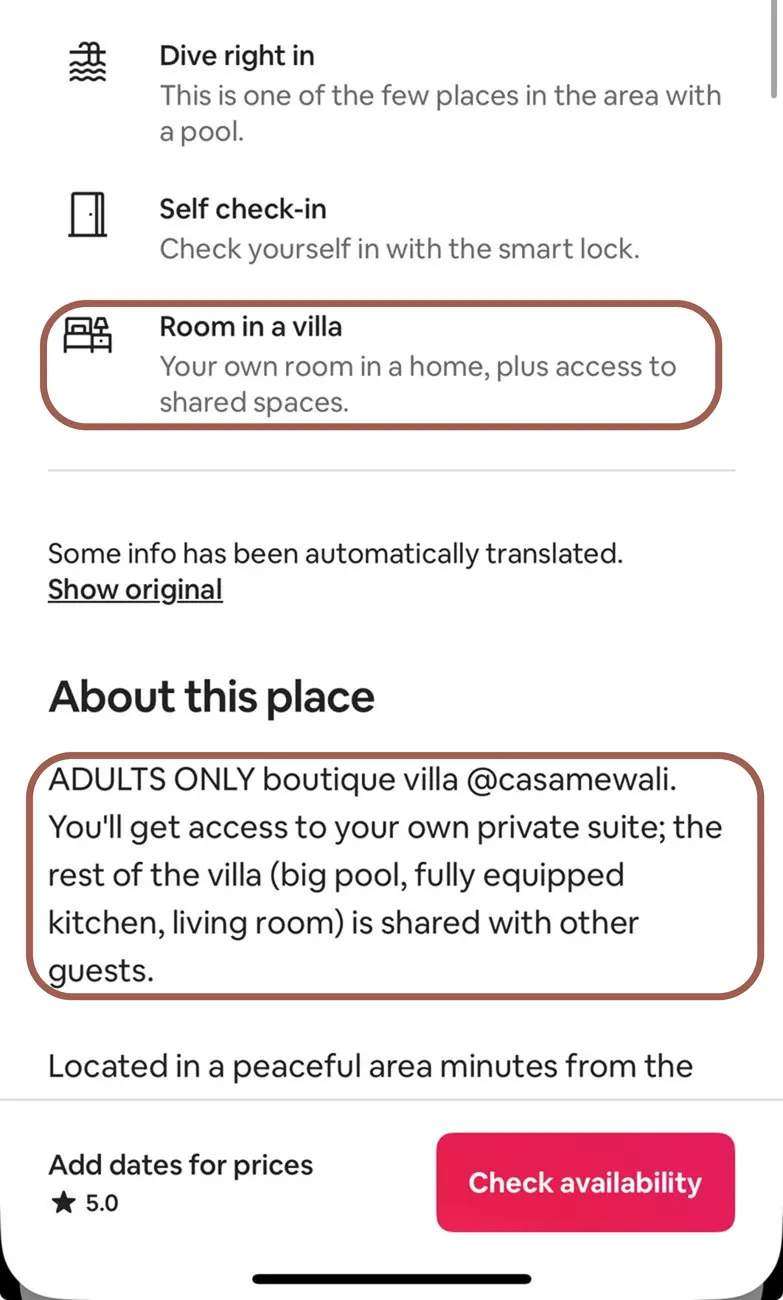 Dive right in
This is one of the few places in the area with
a pool.
Self check-in
Check yourself in with the smart lock.
Room in a villa
Your own room in a home, plus access to
shared spaces.
Some info has been automatically translated.
Show original
About this place
ADULTS ONLY boutique villa @casamewali.
You'll get access to your own private suite; the
rest of the villa (big pool, fully equipped
kitchen, living room) is shared with other
guests.
Located in a peaceful area minutes from the
Add dates for prices
★ 5.0
Check availability